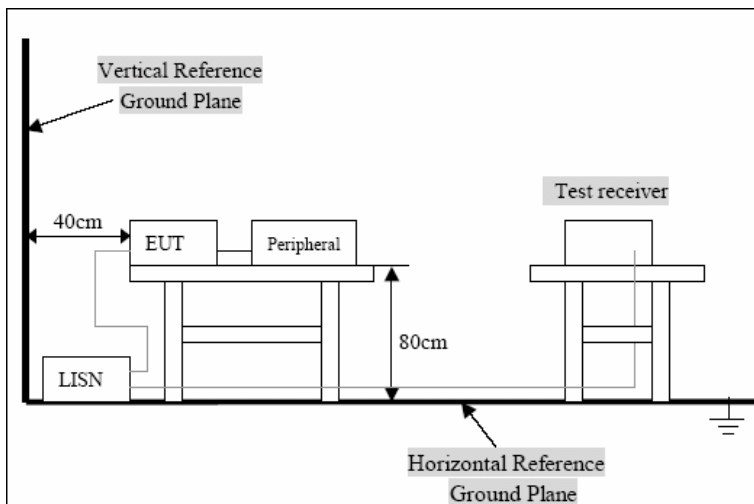 Vertical Reference
Ground Plane
40cm
EUT
Peripheral
Test receiver
80cm
LISN
Horizontal Reference
Ground Plane